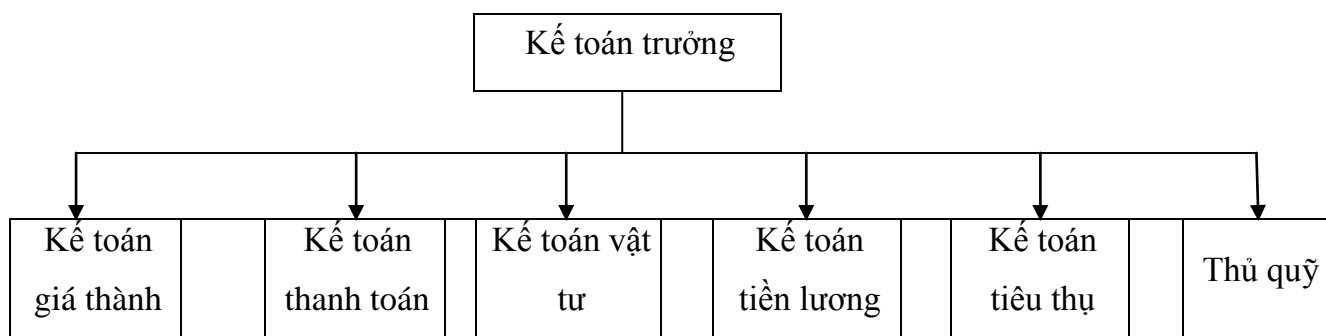 Kế toán trưởng
Kế toán
giá thành
Kế toán
thanh toán
Kế toán vật
tư
Kế toán
tiền lương
Kế toán
tiêu thụ
Thủ quỹ